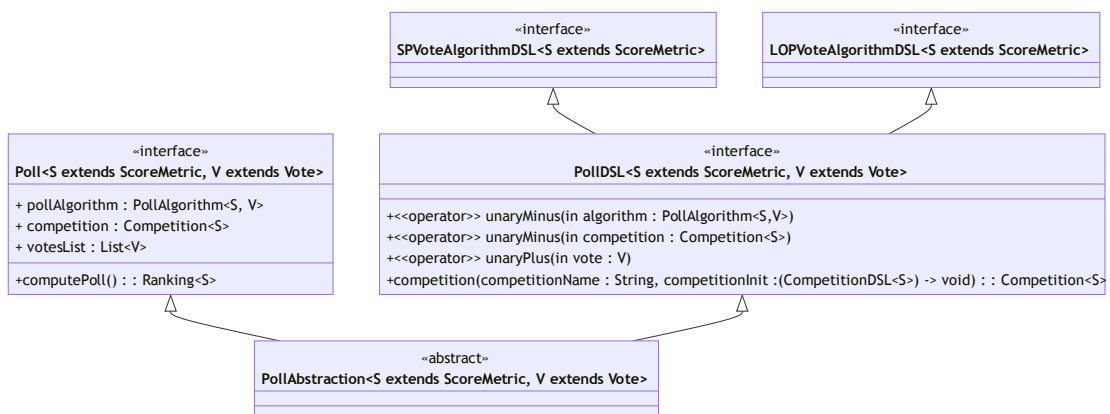 «interface»
SPVoteAlgorithmDSL<S extends ScoreMetric>
«interface»
LOPVoteAlgorithmDSL<S extends ScoreMetric>
«interface»
Poll<S extends ScoreMetric, V extends Vote>
+ pollAlgorithm : PollAlgorithm<S, V>
+ competition : Competition<S>
+ votesList : List<V>
+computePoll() : : Ranking<S>
«interface»
PollDSL<S extends ScoreMetric, V extends Vote>
+<<operator>> unaryMinus(in algorithm : PollAlgorithm<S,V>)
+<<operator>> unaryMinus(in competition : Competition<S>)
+<<operator>> unaryPlus(in vote : V)
+competition(competitionName : String, competitionInit :(CompetitionDSL<S>) -> void) : : Competition<S>
«abstract»
PollAbstraction<S extends ScoreMetric, V extends Vote>